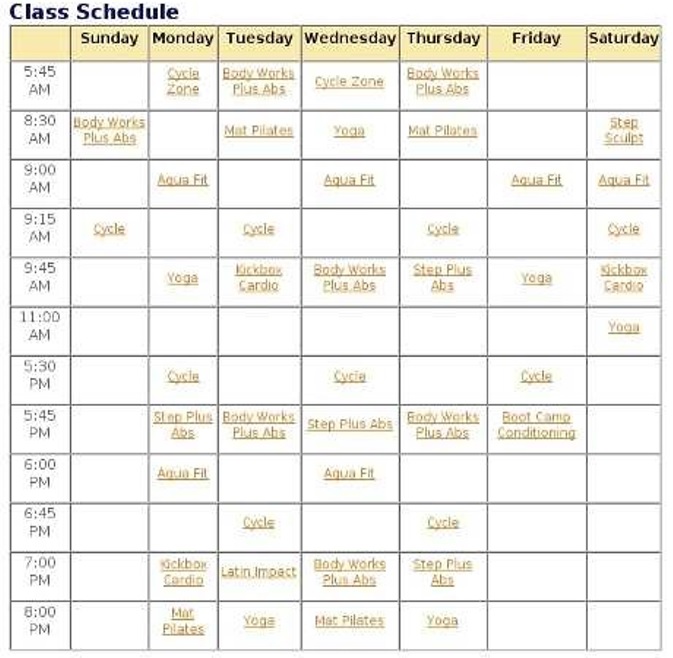 Class Schedule
Sunday Monday Tuesday Wednesday Thursday Friday Saturday
5:45 AM Cycle Zone Body Works Plus Abs Cycle Zone Body Works Plus Abs
8:30 AM Body Works Plus Abs Mat Pilates Yoga Mat Pilates Step Sculpt
9:00 AM Aqua Fit Aqua Fit Aqua Fit Aqua Fit
9:15 AM Cycle Cycle Cycle Cycle
9:45 AM Yoga Kickbox Cardio Body Works Plus Abs Step Plus Abs Yoga Kickbox Cardio
11:00 AM Yoga
5:30 PM Cycle Cycle Cycle
5:45 PM Step Plus Abs Body Works Plus Abs Step Plus Abs Body Works Plus Abs Boot Camp Conditioning
6:00 PM Aqua Fit Aqua Fit
6:45 PM Cycle Cycle
7:00 PM Kickbox Cardio Latin Impact Body Works Plus Abs Step Plus Abs
8:00 PM Mat Pilates Yoga Mat Pilates Yoga